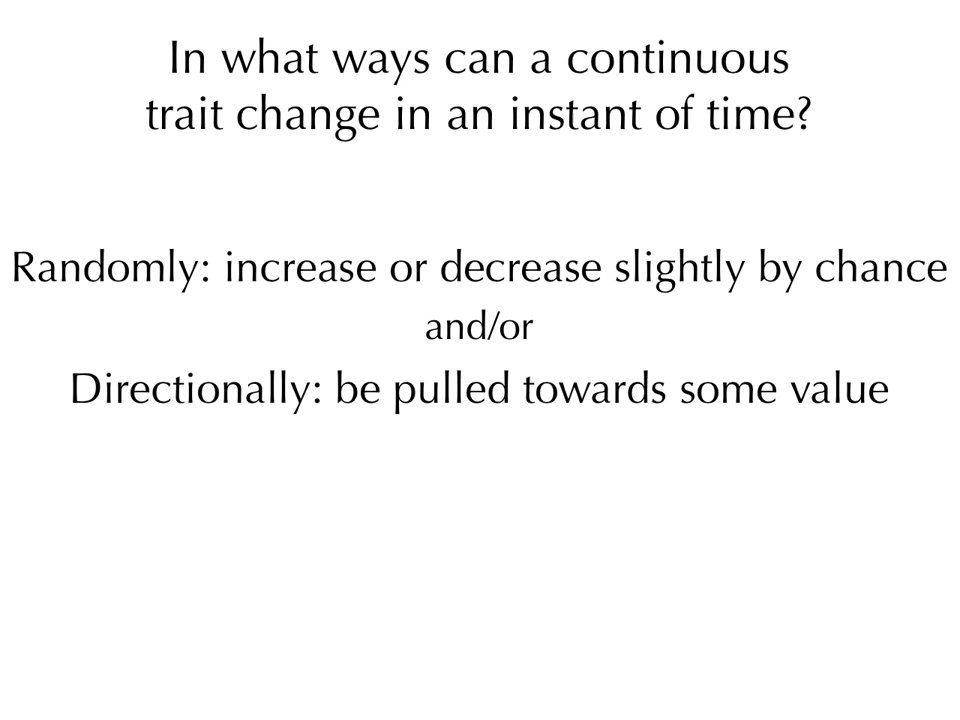 In what ways can a continuous
trait change in an instant of time?
Randomly: increase or decrease slightly by chance
and/or
Directionally: be pulled towards some value